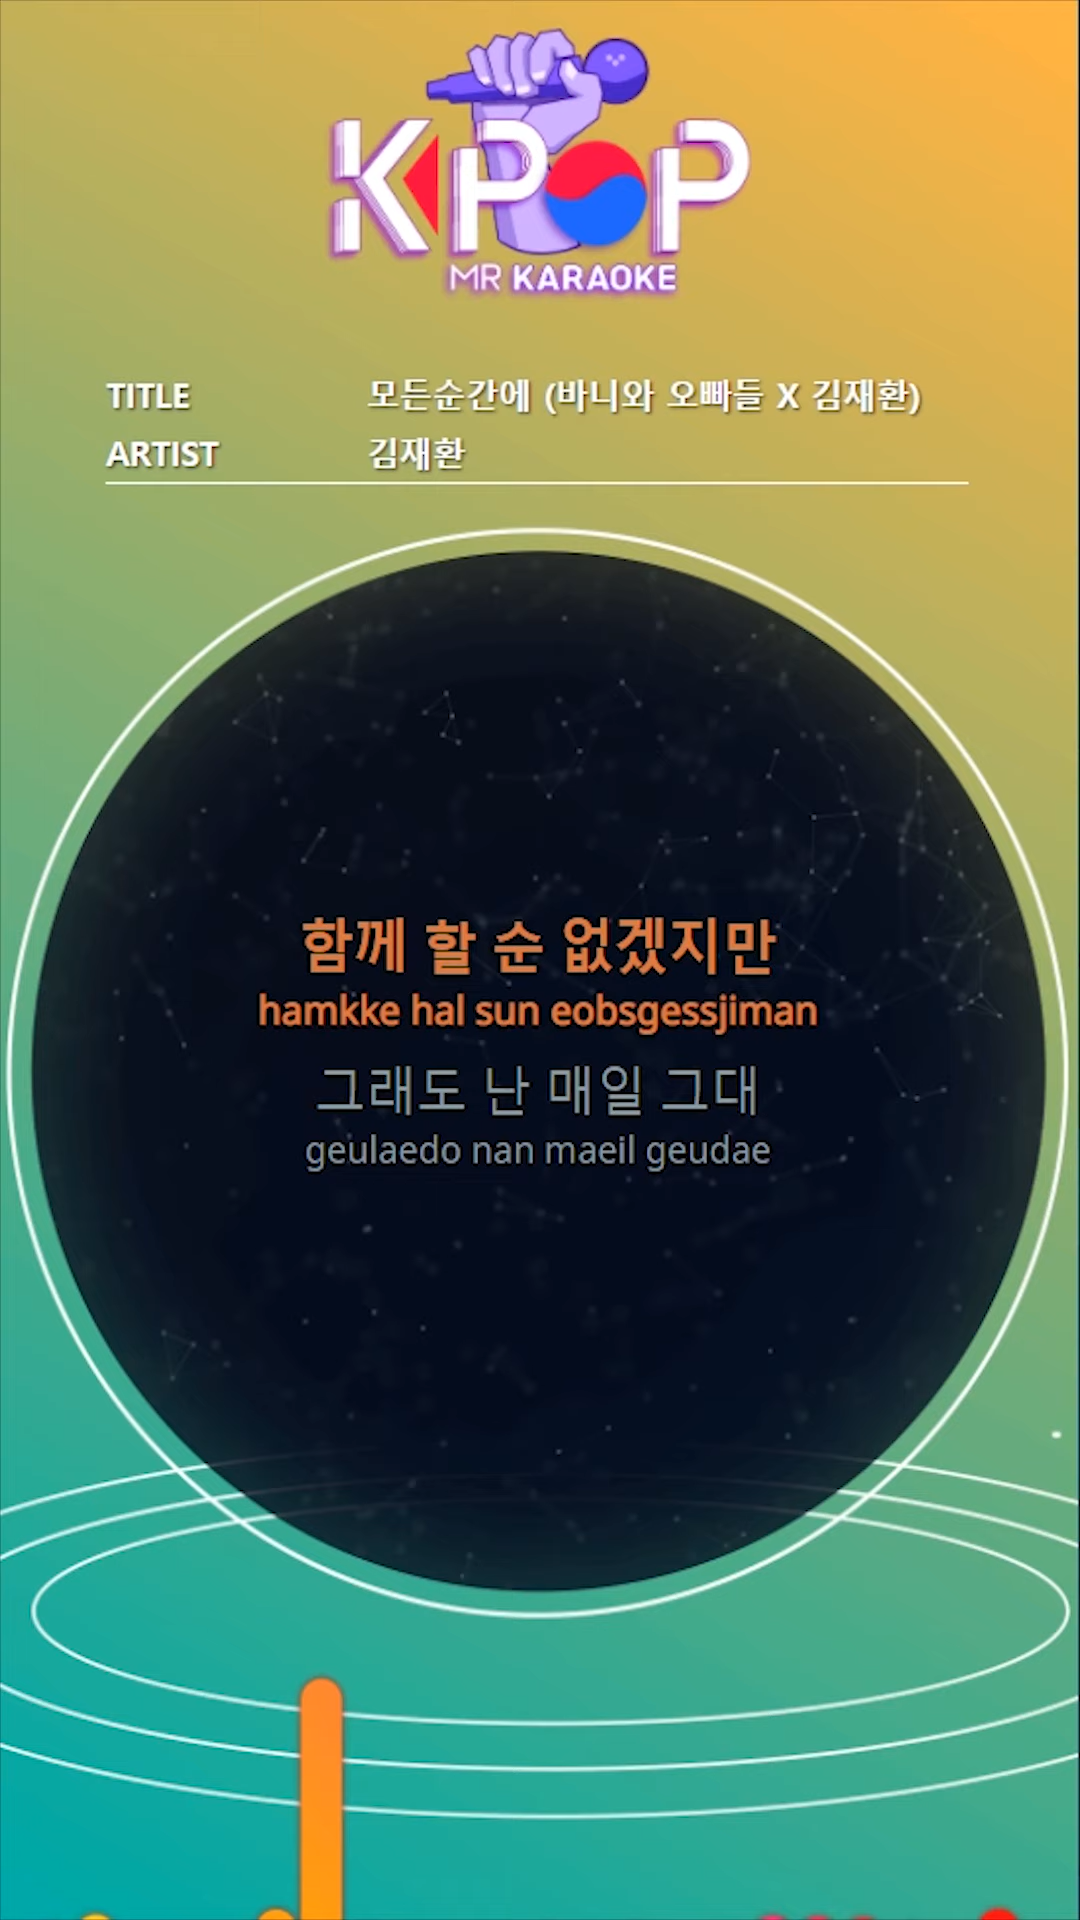 KPOP
MR KARAOKE
TITLE 모든순간에 (바니와 오빠들 X 김재환)
ARTIST 김재환
함께 할 순 없겠지만
hamkke hal sun eobsgessjiman
그래도 난 매일 그대
geulaedo nan maeil geudae